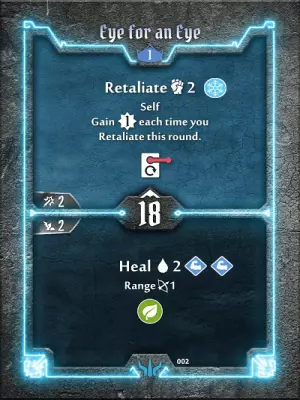 Eye for an Eye
1
Retaliate 2
Self
Gain 1 each time you
Retaliate this round.
2
18
2
Heal 2
Range 1
002